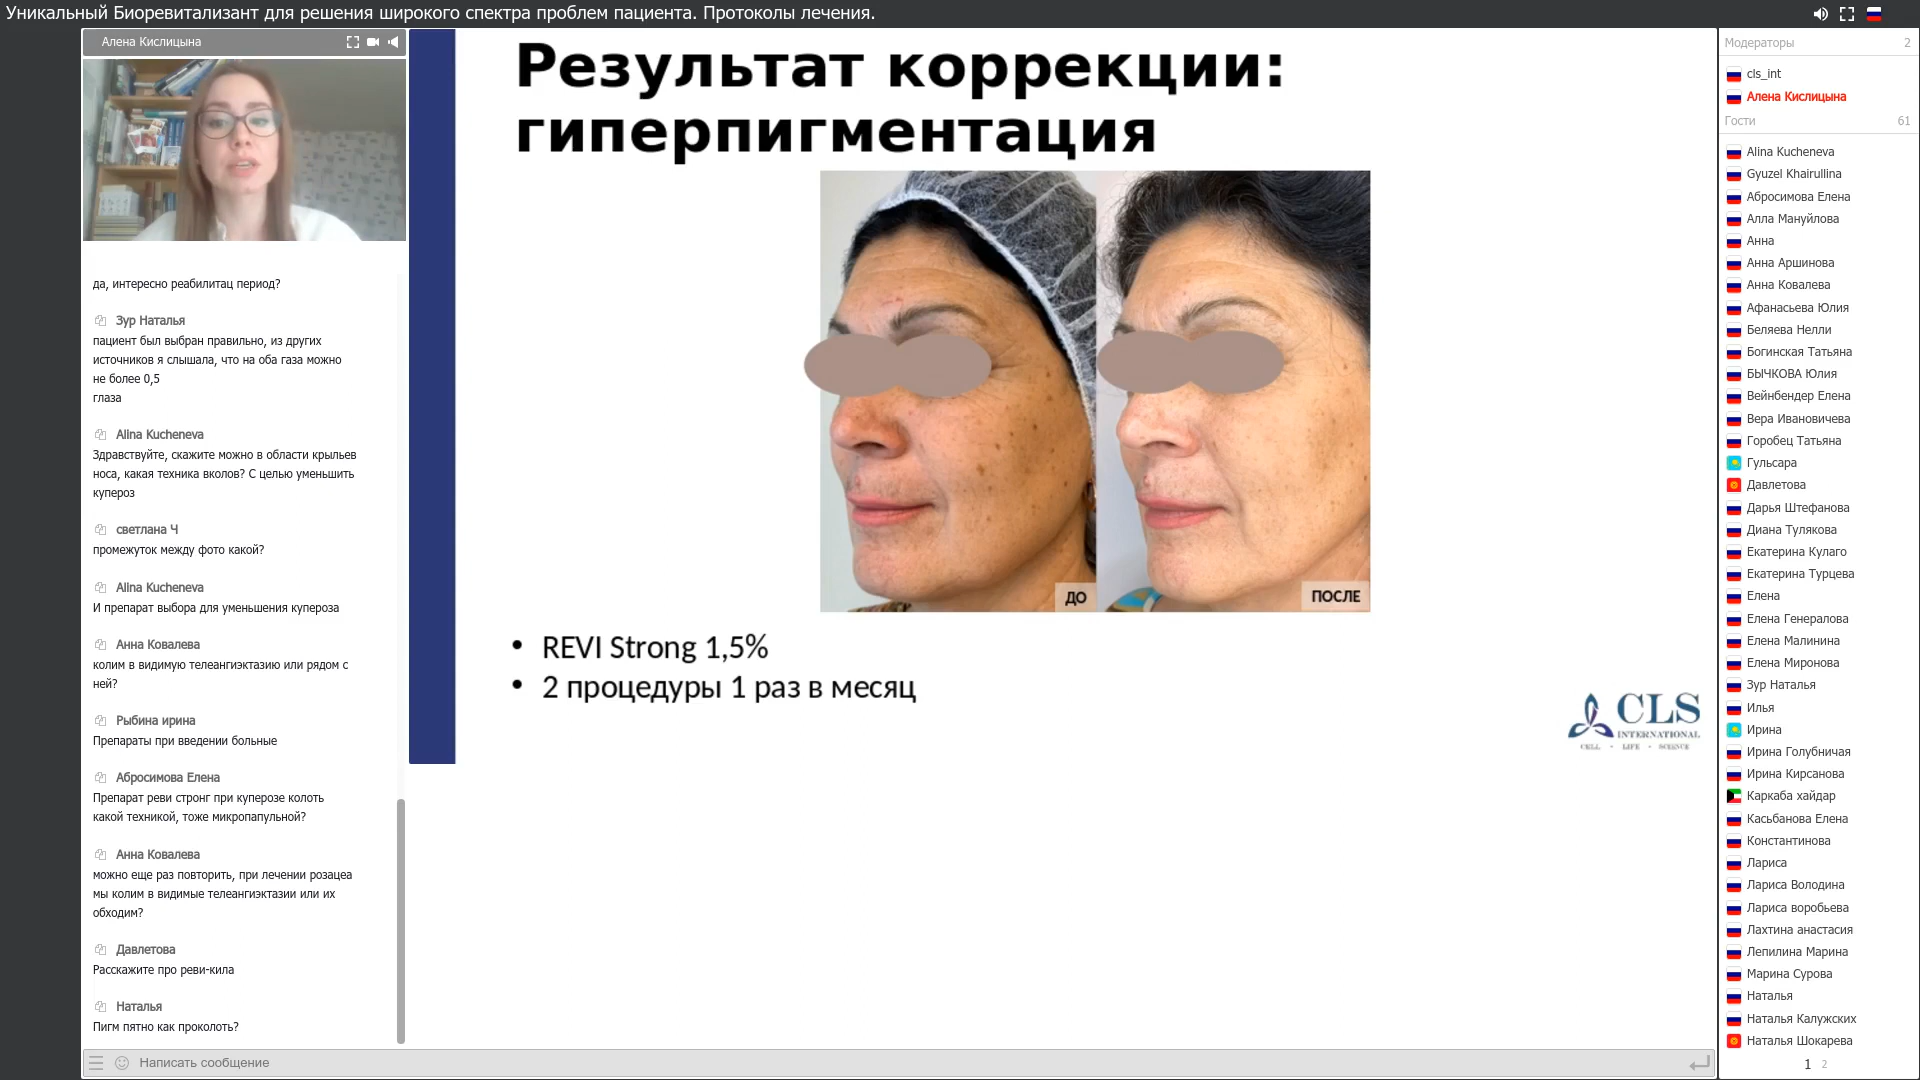 Уникальный Биоревитализант для решения широкого спектра проблем пациента. Протоколы лечения.
Алена Кислицына
да, интересно реабилитац период?
Зур Наталья
пациент был выбран правильно, из других
источников я слышала, что на оба газа можно
не более 0,5
глаза
Alina Kucheneva
Здравствуйте, скажите можно в области крыльев
носа, какая техника вколов? С целью уменьшить
купероз
светлана Ч
промежуток между фото какой?
Alina Kucheneva
И препарат выбора для уменьшения купероза
Анна Ковалева
колим в видимую телеангиэктазию или рядом с
ней?
Рыбина ирина
Препараты при введении больные
Абросимова Елена
Препарат реви стронг при куперозе колоть
какой техникой, тоже микропапульной?
Анна Ковалева
можно еще раз повторить, при лечении розацеа
мы колим в видимые телеангиэктазии или их
обходим?
Давлетова
Расскажите про реви-кила
Наталья
Пигм пятно как проколоть?
Написать сообщение
Результат коррекции:
гиперпигментация
ДО
ПОСЛЕ
• REVI Strong 1,5%
• 2 процедуры 1 раз в месяц
CLS
INTERNATIONAL
CELL • LIFE • SCIENCE
Модераторы 2
cls_int
Алена Кислицына
Гости 61
Alina Kucheneva
Gyuzel Khairullina
Абросимова Елена
Алла Мануйлова
Анна
Анна Аршинова
Анна Ковалева
Афанасьева Юлия
Беляева Нелли
Богинская Татьяна
БЫЧКОВА Юлия
Вейнбендер Елена
Вера Ивановичева
Горобец Татьяна
Гульсара
Давлетова
Дарья Штефанова
Диана Тулякова
Екатерина Кулаго
Екатерина Турцева
Елена
Елена Генералова
Елена Малинина
Елена Миронова
Зур Наталья
Илья
Ирина
Ирина Голубничая
Ирина Кирсанова
Каркаба хайдар
Касьбанова Елена
Константинова
Лариса
Лариса Володина
Лариса воробьева
Лахтина анастасия
Лепилина Марина
Марина Сурова
Наталья
Наталья Калужских
Наталья Шокарева
1 2